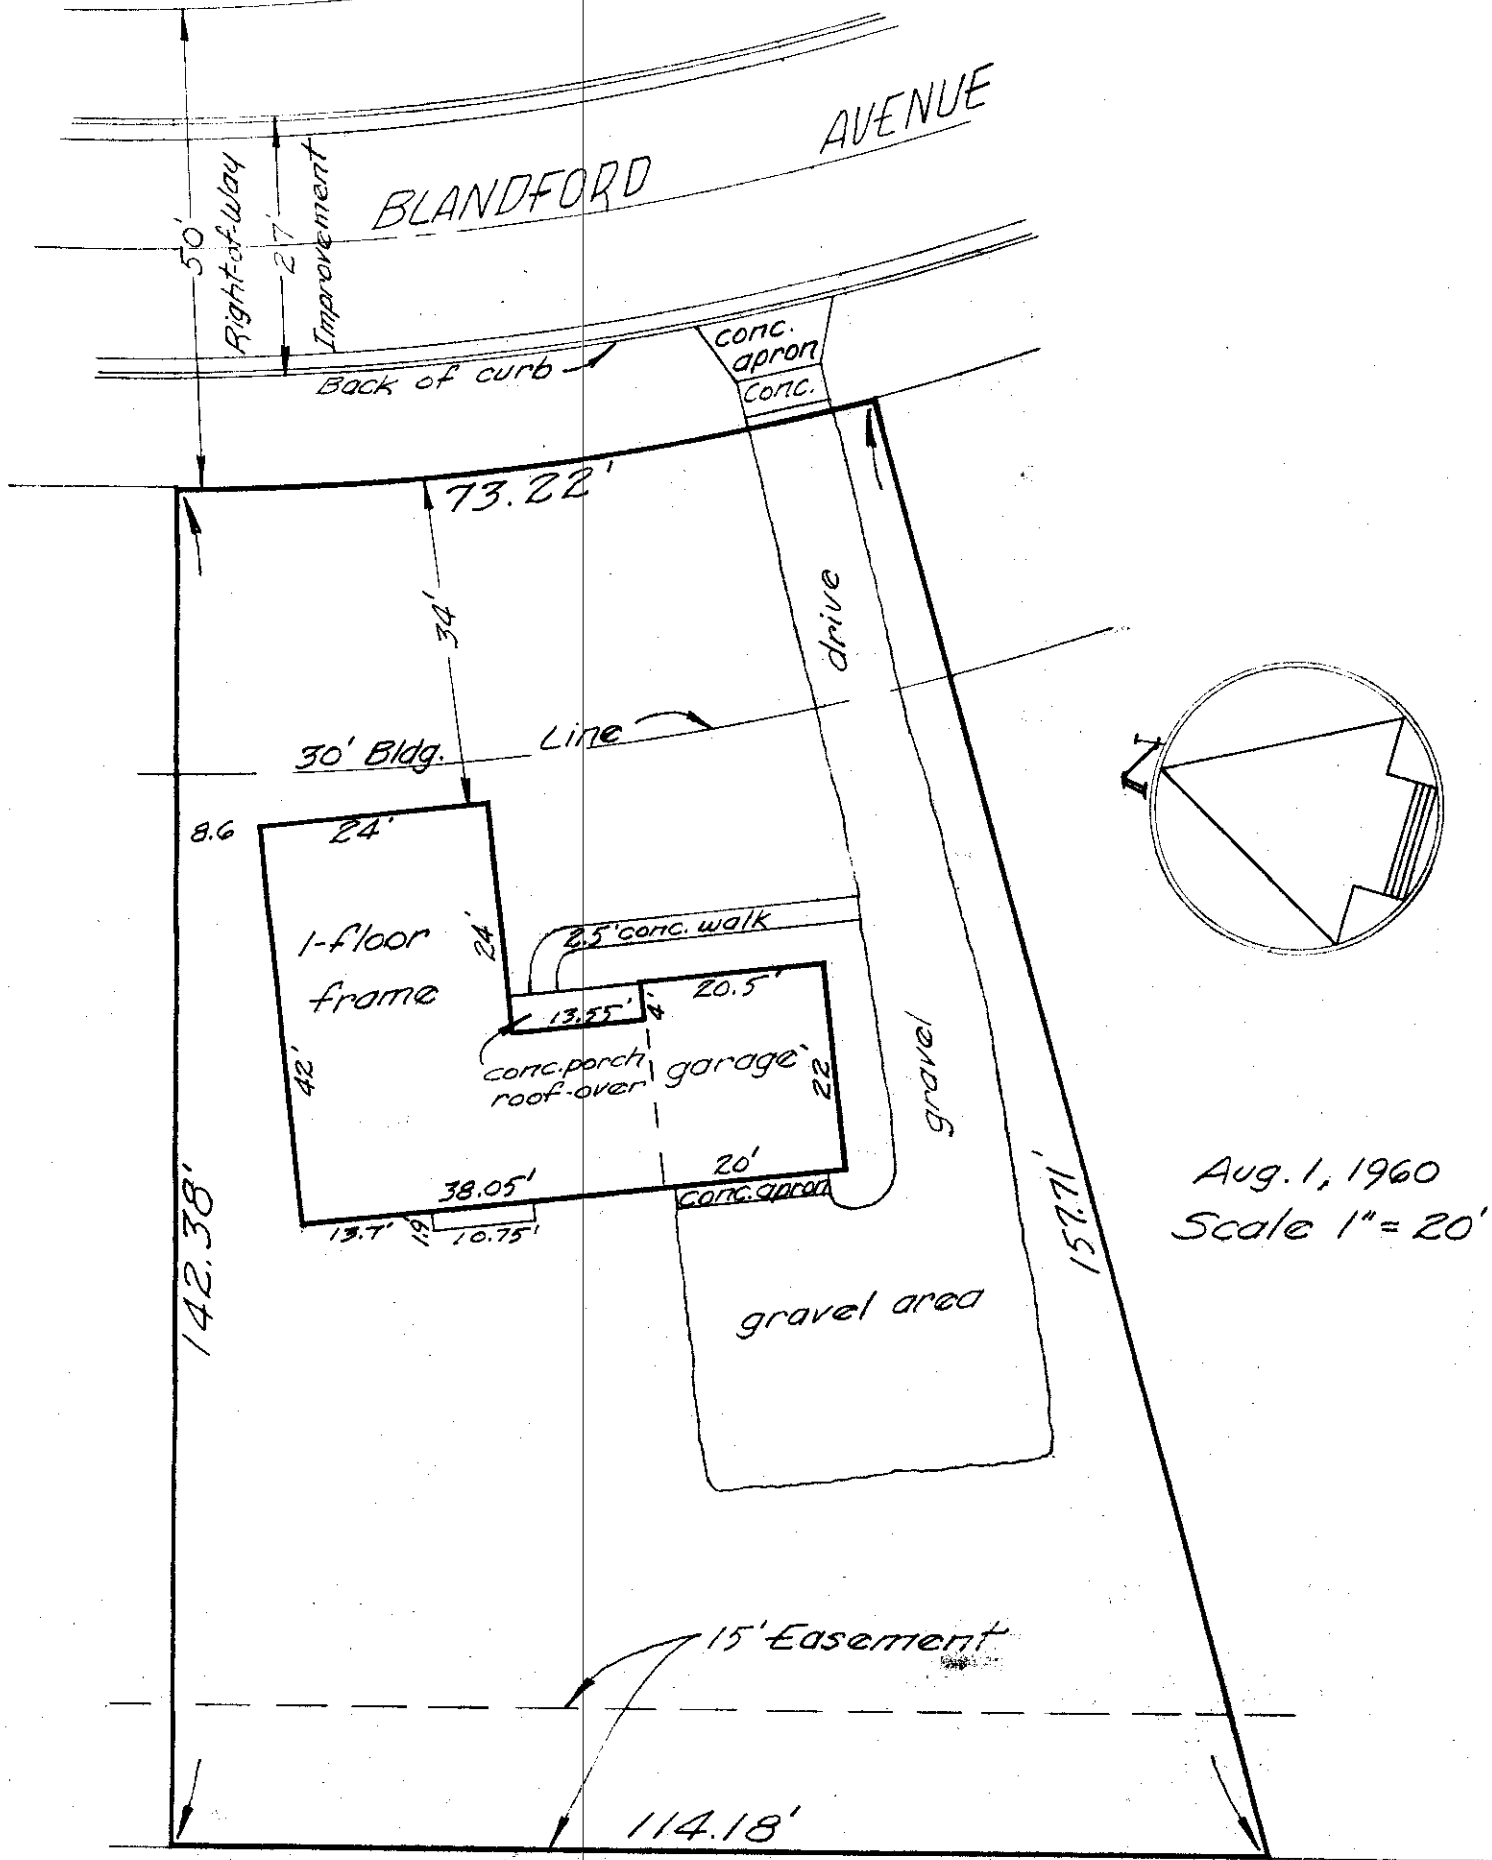 BLANDFORD AVENUE
50'
Right-of-Way
27'
Improvement
Back of curb
conc.
apron
conc.
73.22'
34'
drive
30' Bldg. Line
N
8.6
24'
1-floor
frame
24'
2.5' conc. walk
20.5'
13.55'
4'
conc. porch
roof-over
garage
22'
gravel
42'
20'
conc. apron
38.05'
13.7'
1.9
10.75'
142.38'
157.71'
Aug. 1, 1960
Scale 1" = 20'
gravel area
15' Easement
114.18'